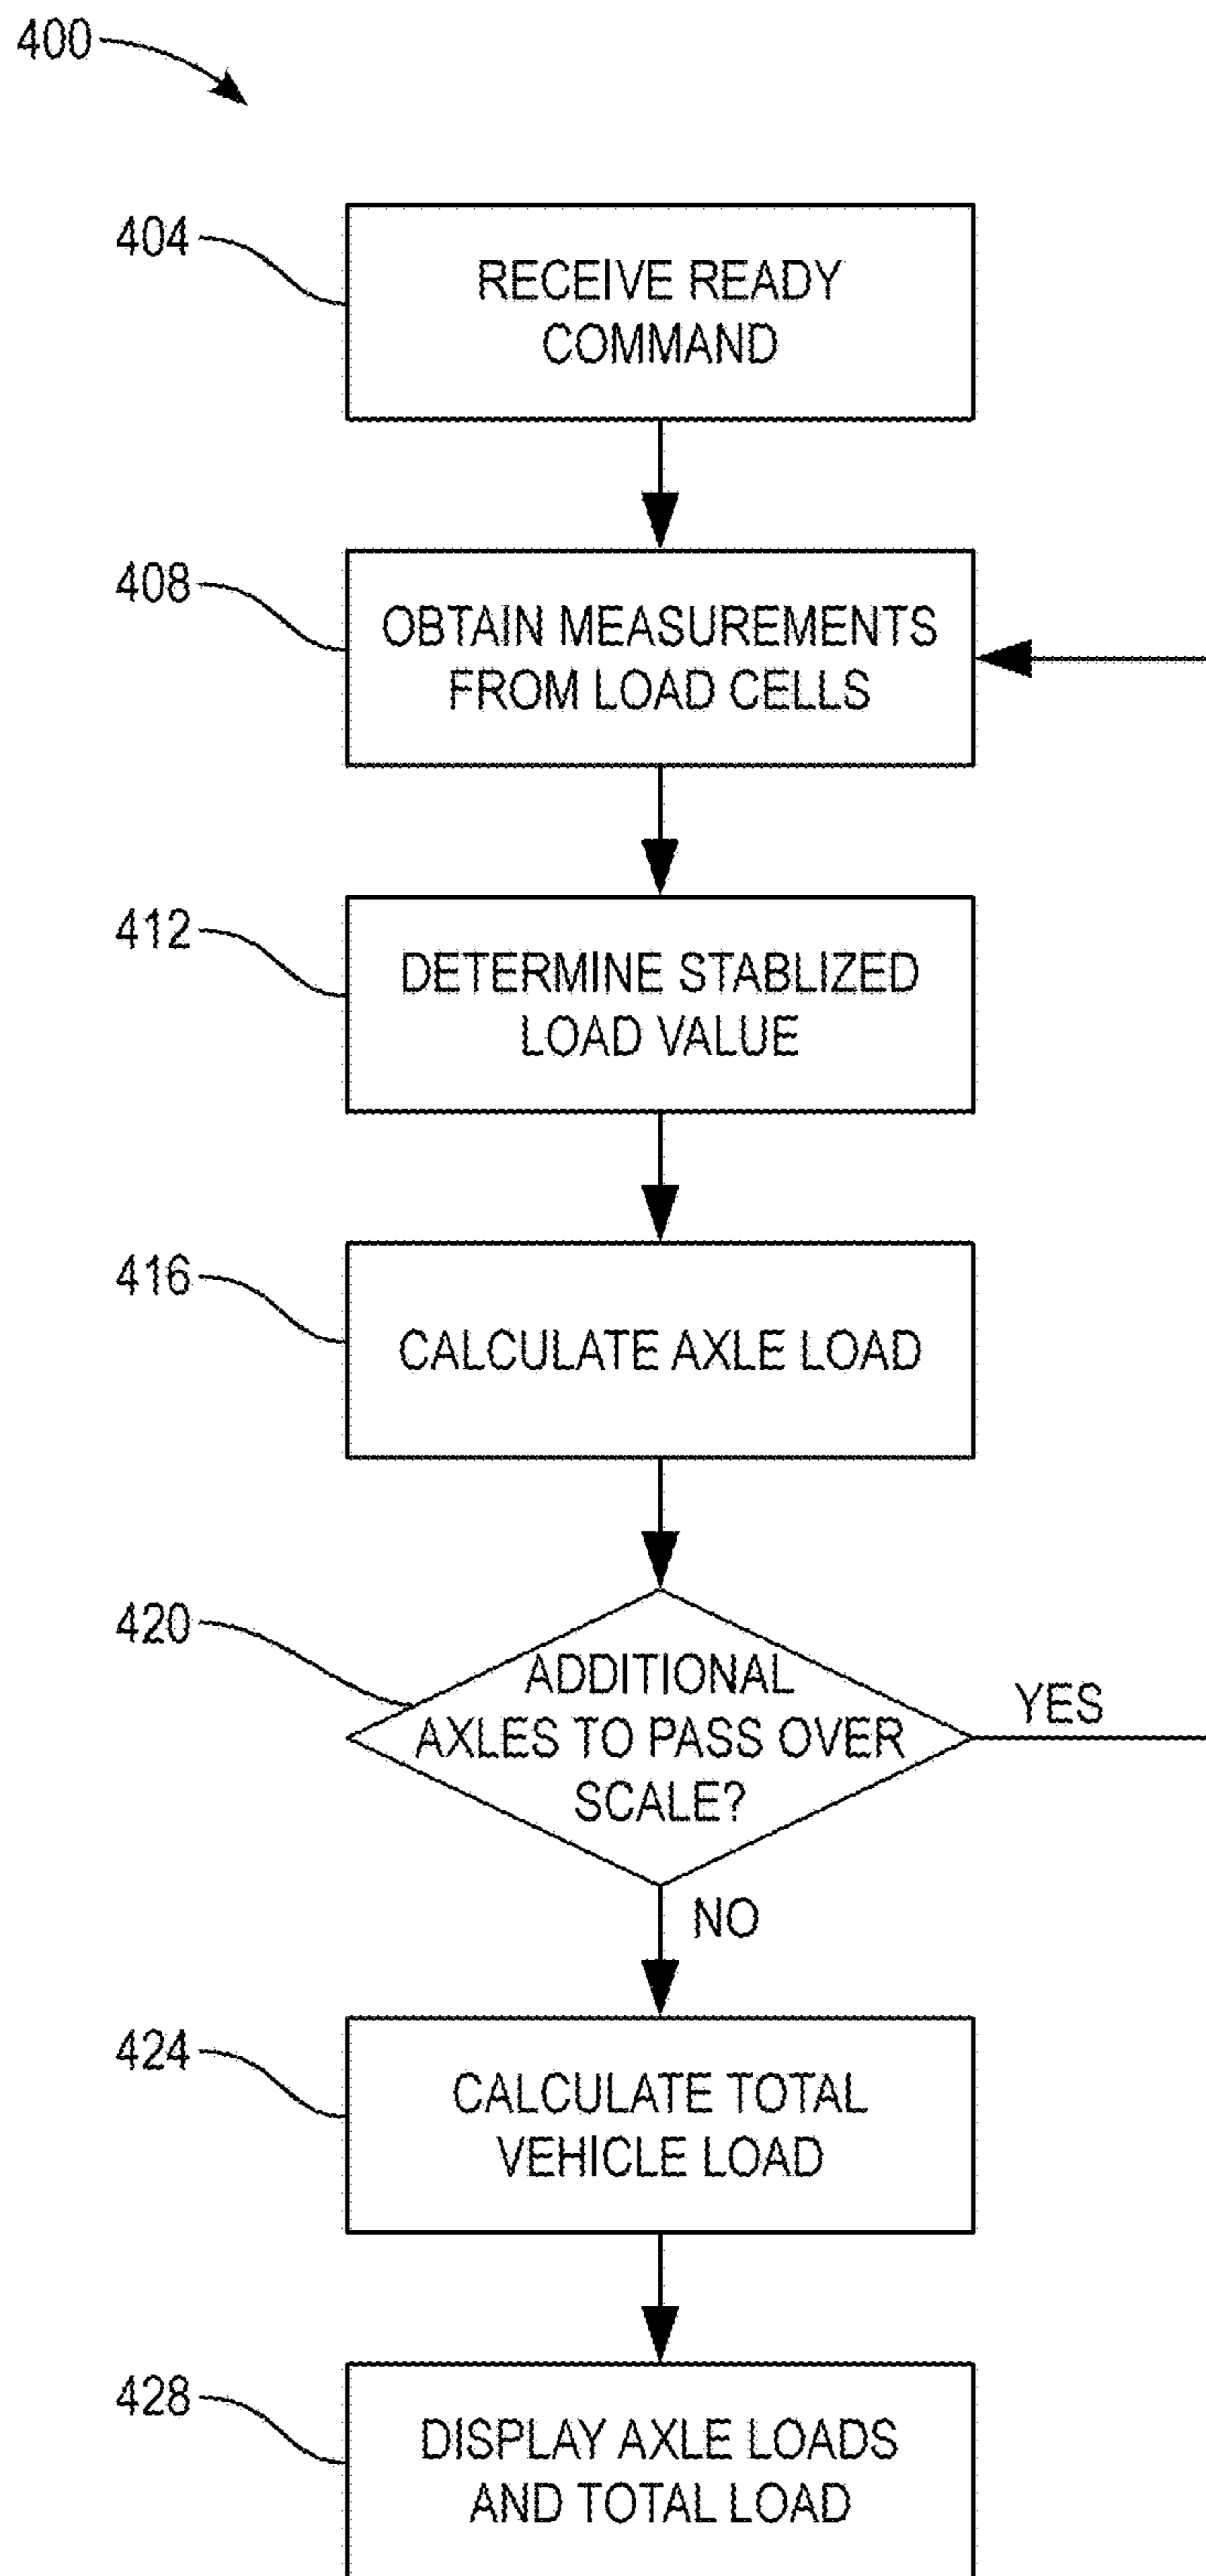 400
404
RECEIVE READY
COMMAND
408
OBTAIN MEASUREMENTS
FROM LOAD CELLS
412
DETERMINE STABLIZED
LOAD VALUE
416
CALCULATE AXLE LOAD
420
ADDITIONAL
AXLES TO PASS OVER
SCALE?
YES
NO
424
CALCULATE TOTAL
VEHICLE LOAD
428
DISPLAY AXLE LOADS
AND TOTAL LOAD